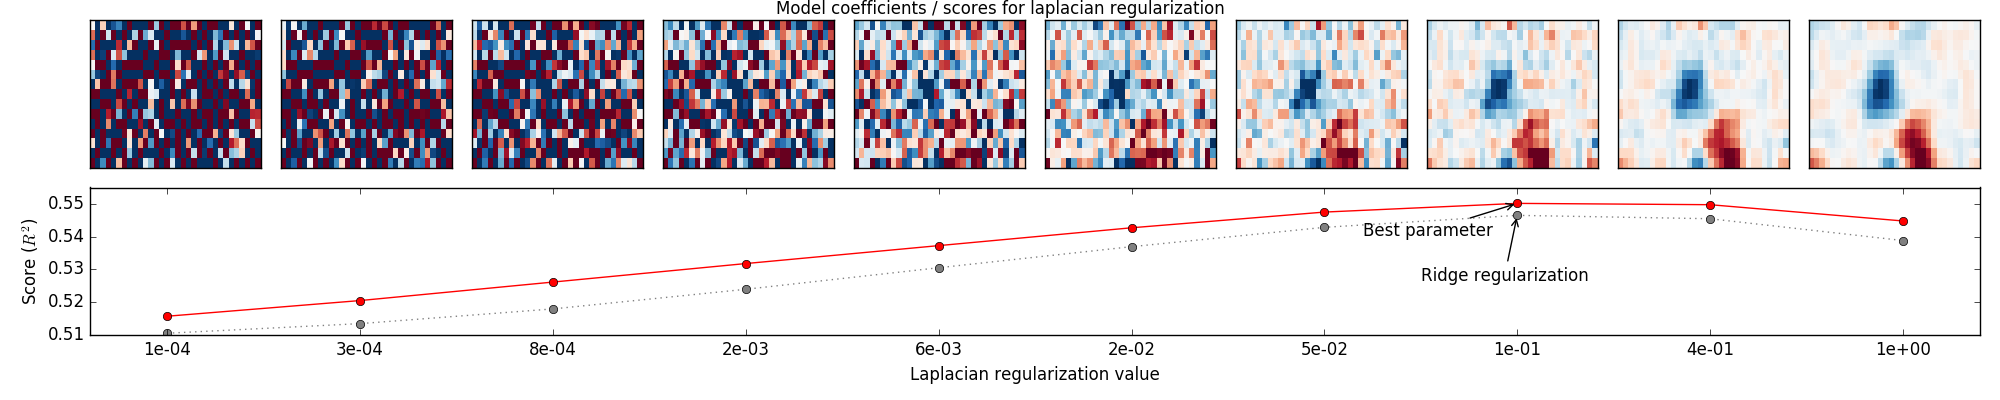 Model coefficients / scores for laplacian regularization
Score (R²)
0.55
0.54
0.53
0.52
0.51
Best parameter
Ridge regularization
1e-04 3e-04 8e-04 2e-03 6e-03 2e-02 5e-02 1e-01 4e-01 1e+00
Laplacian regularization value